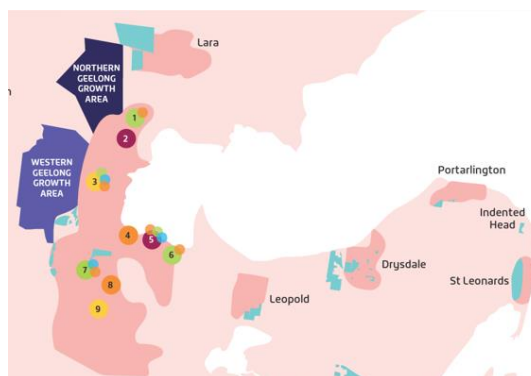 Lara
NORTHERN
GEELONG
GROWTH
AREA
1
2
WESTERN
GEELONG
GROWTH
AREA
3
Portarlington
Indented
Head
4
5
6
Drysdale
7
St Leonards
8
Leopold
9